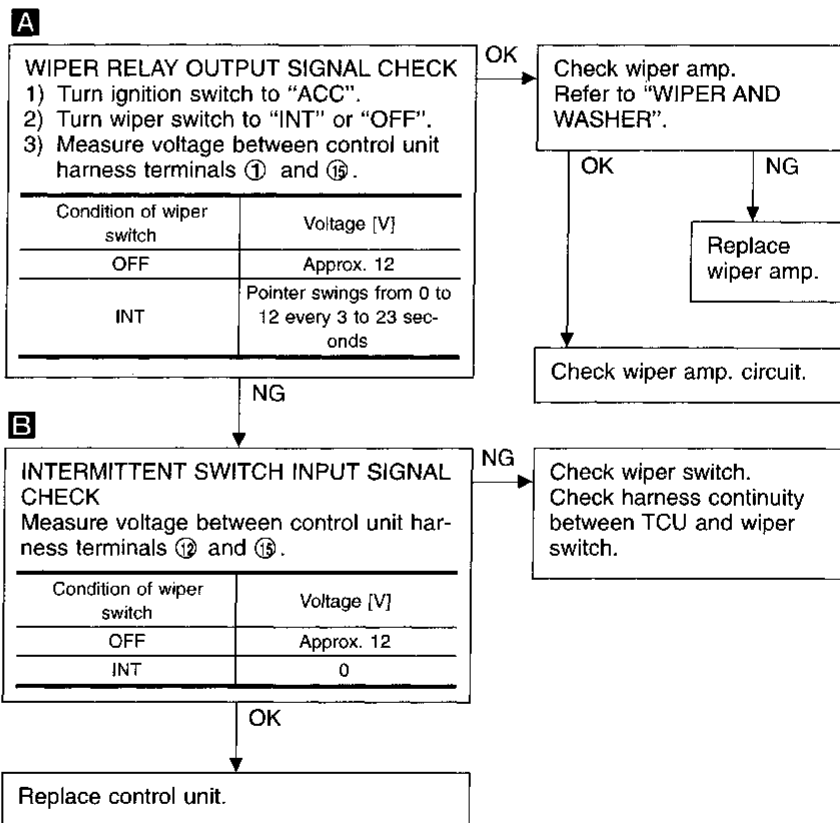 A
WIPER RELAY OUTPUT SIGNAL CHECK
1) Turn ignition switch to “ACC”.
2) Turn wiper switch to “INT” or “OFF”.
3) Measure voltage between control unit
harness terminals ① and ⑮.
Condition of wiper
switch
Voltage [V]
OFF
Approx. 12
INT
Pointer swings from 0 to
12 every 3 to 23 sec-
onds
OK
Check wiper amp.
Refer to “WIPER AND
WASHER”.
OK
NG
Replace
wiper amp.
Check wiper amp. circuit.
NG
B
INTERMITTENT SWITCH INPUT SIGNAL
CHECK
Measure voltage between control unit har-
ness terminals ⑫ and ⑮.
Condition of wiper
switch
Voltage [V]
OFF
Approx. 12
INT
0
NG
Check wiper switch.
Check harness continuity
between TCU and wiper
switch.
OK
Replace control unit.